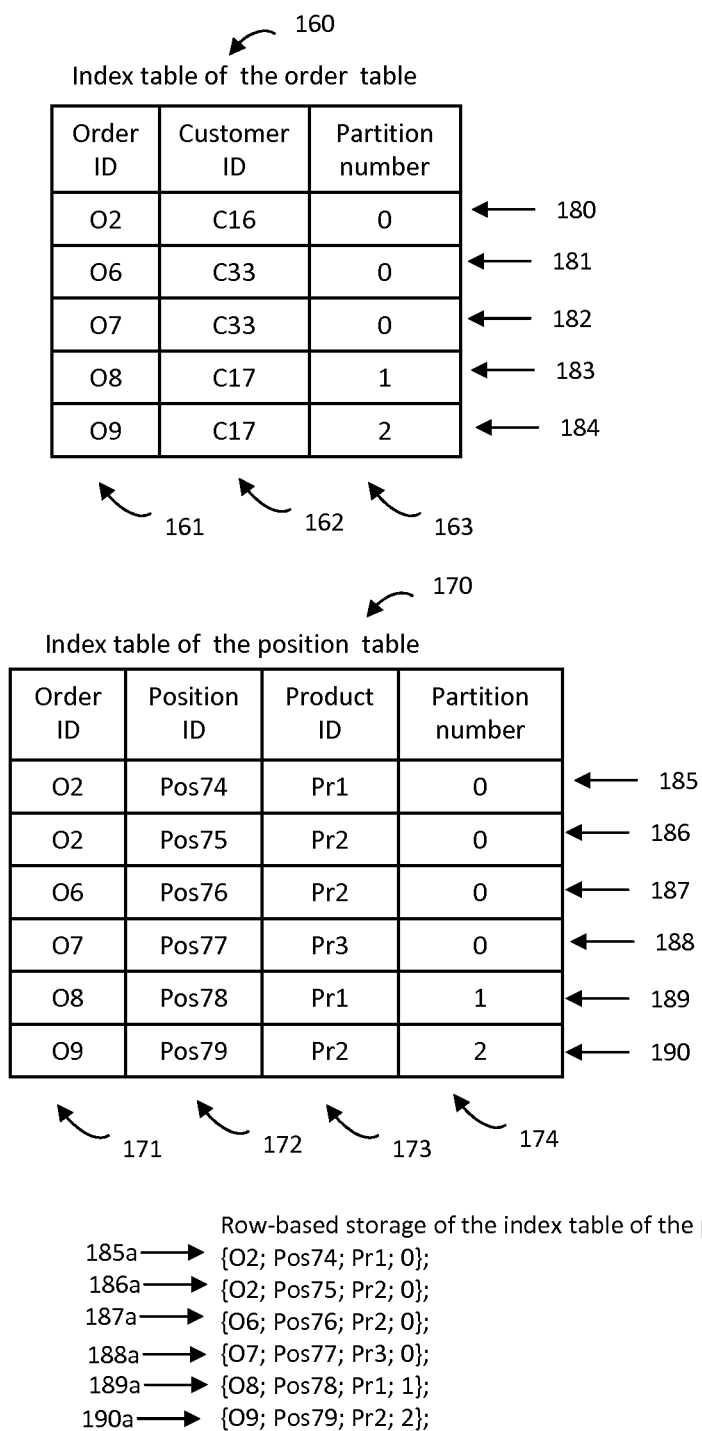 160
Index table of the order table
Order ID Customer ID Partition number
O2 C16 0 180
O6 C33 0 181
O7 C33 0 182
O8 C17 1 183
O9 C17 2 184
161 162 163
170
Index table of the position table
Order ID Position ID Product ID Partition number
O2 Pos74 Pr1 0 185
O2 Pos75 Pr2 0 186
O6 Pos76 Pr2 0 187
O7 Pos77 Pr3 0 188
O8 Pos78 Pr1 1 189
O9 Pos79 Pr2 2 190
171 172 173 174
Row-based storage of the index table of the
185a {O2; Pos74; Pr1; 0};
186a {O2; Pos75; Pr2; 0};
187a {O6; Pos76; Pr2; 0};
188a {O7; Pos77; Pr3; 0};
189a {O8; Pos78; Pr1; 1};
190a {O9; Pos79; Pr2; 2};